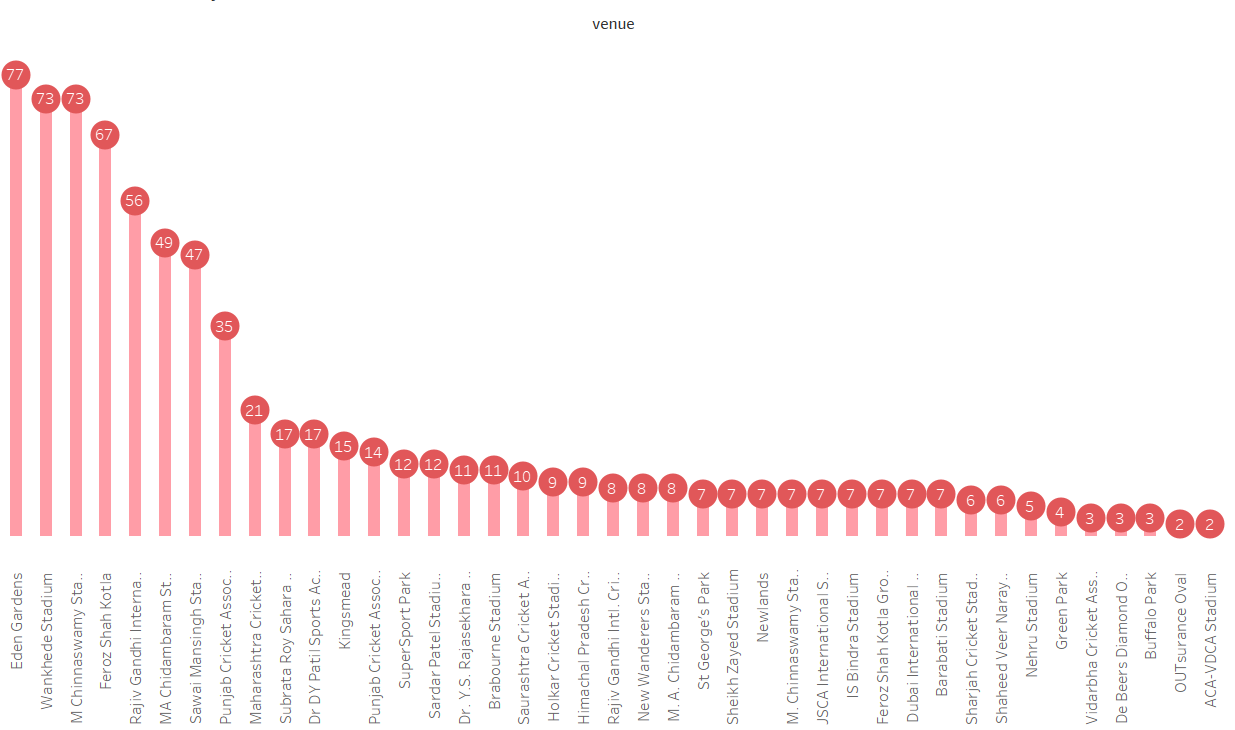 venue
77
73
73
67
56
49
47
35
21
17
17
15
14
12
12
11
11
10
9
9
8
8
8
7
7
7
7
7
7
7
7
7
6
6
5
4
3
3
3
2
2
Eden Gardens
Wankhede Stadium
M Chinnaswamy Sta..
Feroz Shah Kotla
Rajiv Gandhi Interna..
MA Chidambaram St..
Sawai Mansingh Sta..
Punjab Cricket Assoc..
Maharashtra Cricket..
Subrata Roy Sahara ..
Dr DY Patil Sports Ac..
Kingsmead
Punjab Cricket Assoc..
SuperSport Park
Sardar Patel Stadiu..
Dr. Y.S. Rajasekhara ..
Brabourne Stadium
Saurashtra Cricket A..
Holkar Cricket Stadi..
Himachal Pradesh Cr..
Rajiv Gandhi Intl. Cri..
New Wanderers Sta..
M. A. Chidambaram ..
St George's Park
Sheikh Zayed Stadium
Newlands
M. Chinnaswamy Sta..
JSCA International S..
IS Bindra Stadium
Feroz Shah Kotla Gro..
Dubai International ..
Barabati Stadium
Sharjah Cricket Stad..
Shaheed Veer Naray..
Nehru Stadium
Green Park
Vidarbha Cricket Ass..
De Beers Diamond O..
Buffalo Park
OUTsurance Oval
ACA-VDCA Stadium